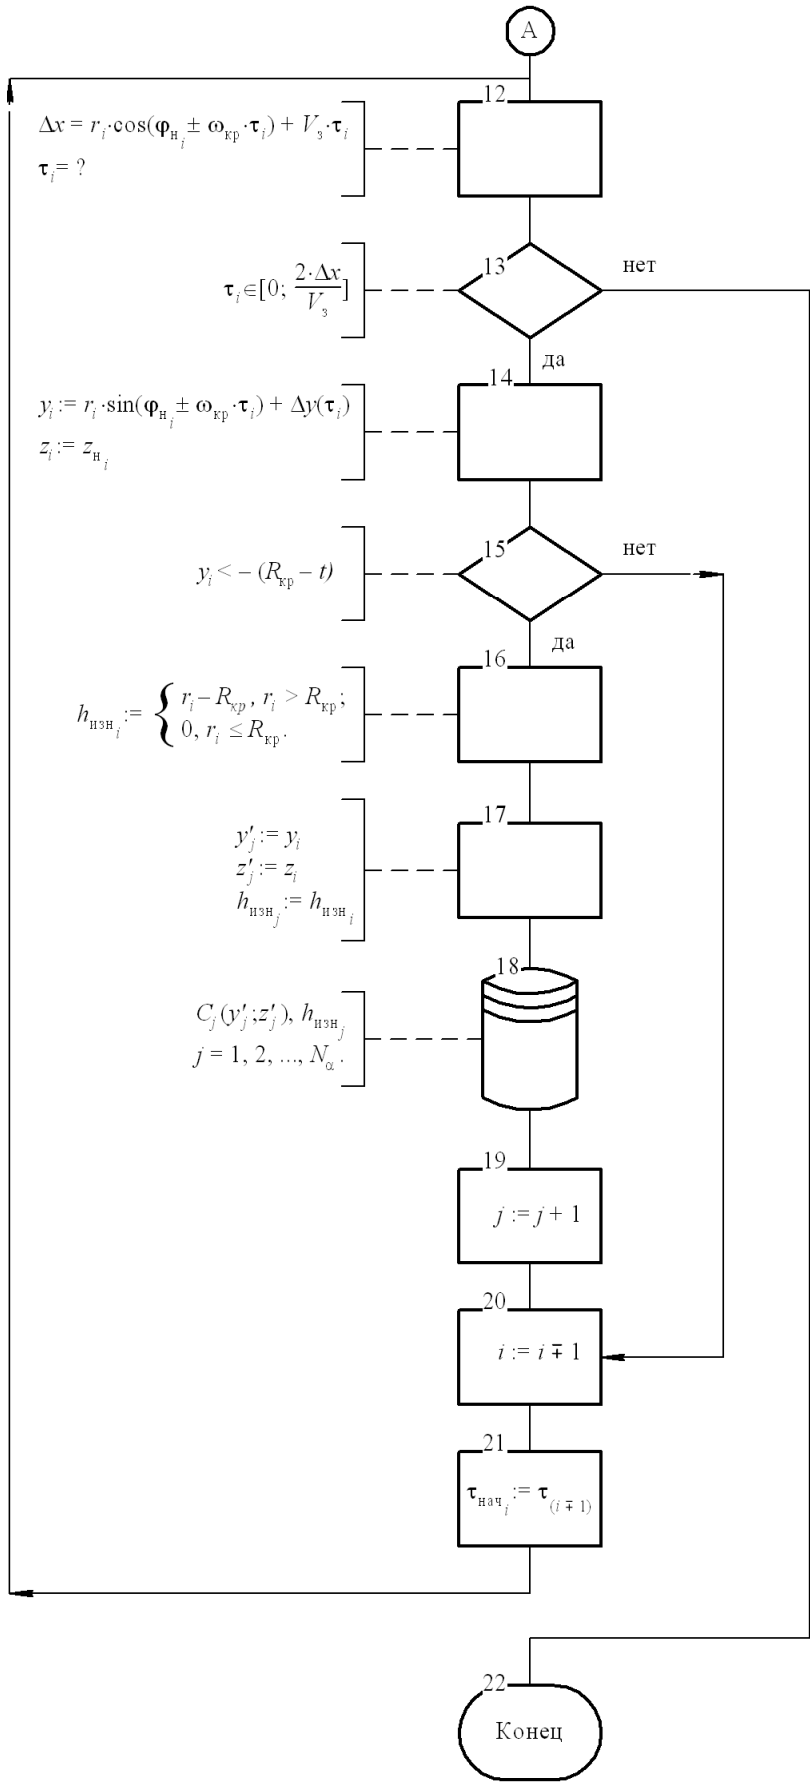 А
12
Δx = r_i·cos(φ_н_i ± ω_кр·τ_i) + V_з·τ_i
τ_i = ?
13
нет
τ_i∈[0; 2·Δx/V_з]
да
14
y_i := r_i·sin(φ_н_i ± ω_кр·τ_i) + Δy(τ_i)
z_i := z_н_i
15
нет
y_i < – (R_кр – t)
да
16
h_изн_i := { r_i – R_кр, r_i > R_кр;
0, r_i ≤ R_кр.
17
y′_j := y_i
z′_j := z_i
h_изн_j := h_изн_i
18
C_j(y′_j;z′_j), h_изн_j
j = 1, 2, ..., N_α.
19
j := j + 1
20
i := i ∓ 1
21
τ_нач_i := τ_(i ∓ 1)
22
Конец